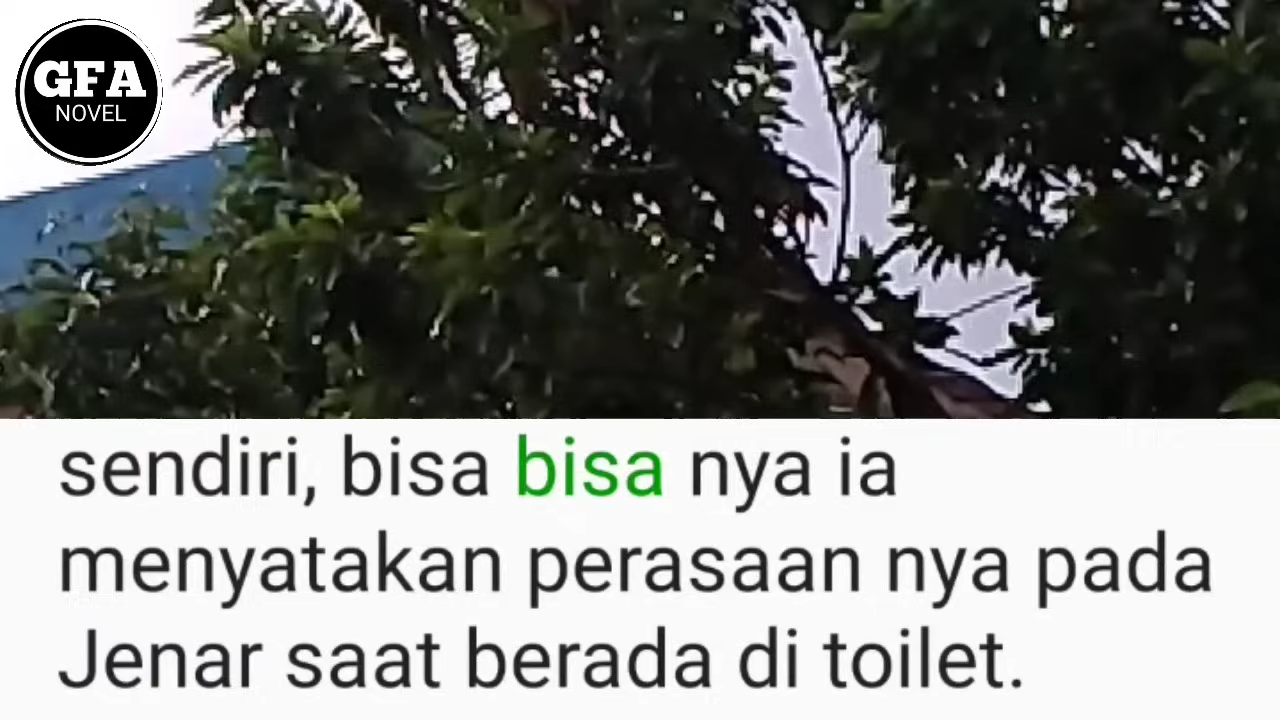 GFA
NOVEL
sendiri, bisa bisa nya ia
menyatakan perasaan nya pada
Jenar saat berada di toilet.